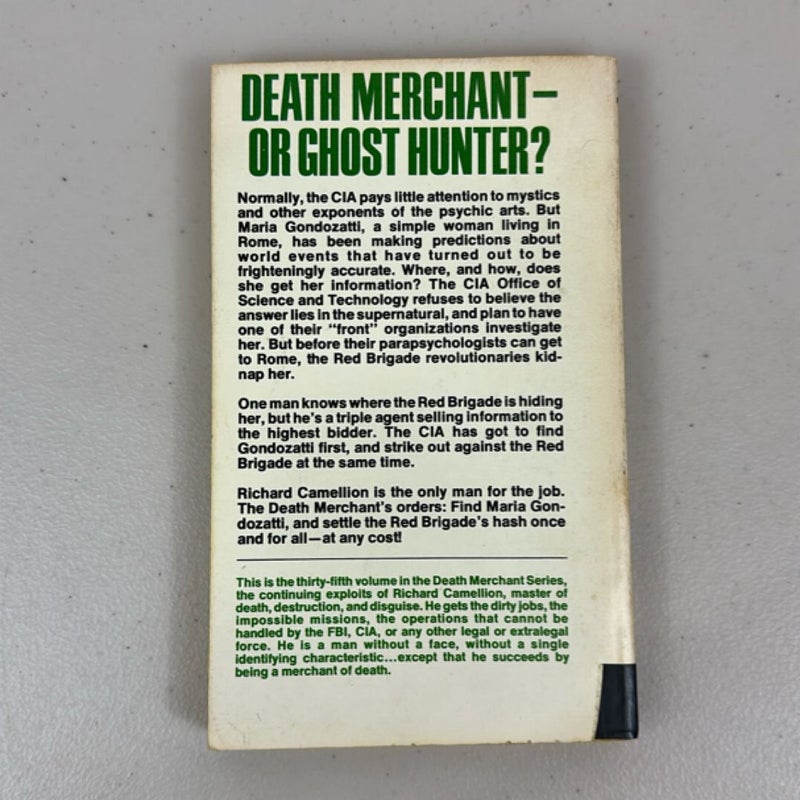 DEATH MERCHANT—
OR GHOST HUNTER?
Normally, the CIA pays little attention to mystics
and other exponents of the psychic arts. But
Maria Gondozatti, a simple woman living in
Rome, has been making predictions about
world events that have turned out to be
frighteningly accurate. Where, and how, does
she get her information? The CIA Office of
Science and Technology refuses to believe the
answer lies in the supernatural, and plan to have
one of their “front” organizations investigate
her. But before their parapsychologists can get
to Rome, the Red Brigade revolutionaries kid-
nap her.
One man knows where the Red Brigade is hiding
her, but he's a triple agent selling information to
the highest bidder. The CIA has got to find
Gondozatti first, and strike out against the Red
Brigade at the same time.
Richard Camellion is the only man for the job.
The Death Merchant's orders: Find Maria Gon-
dozatti, and settle the Red Brigade's hash once
and for all—at any cost!
This is the thirty-fifth volume in the Death Merchant Series,
the continuing exploits of Richard Camellion, master of
death, destruction, and disguise. He gets the dirty jobs, the
impossible missions, the operations that cannot be
handled by the FBI, CIA, or any other legal or extralegal
force. He is a man without a face, without a single
identifying characteristic...except that he succeeds by
being a merchant of death.